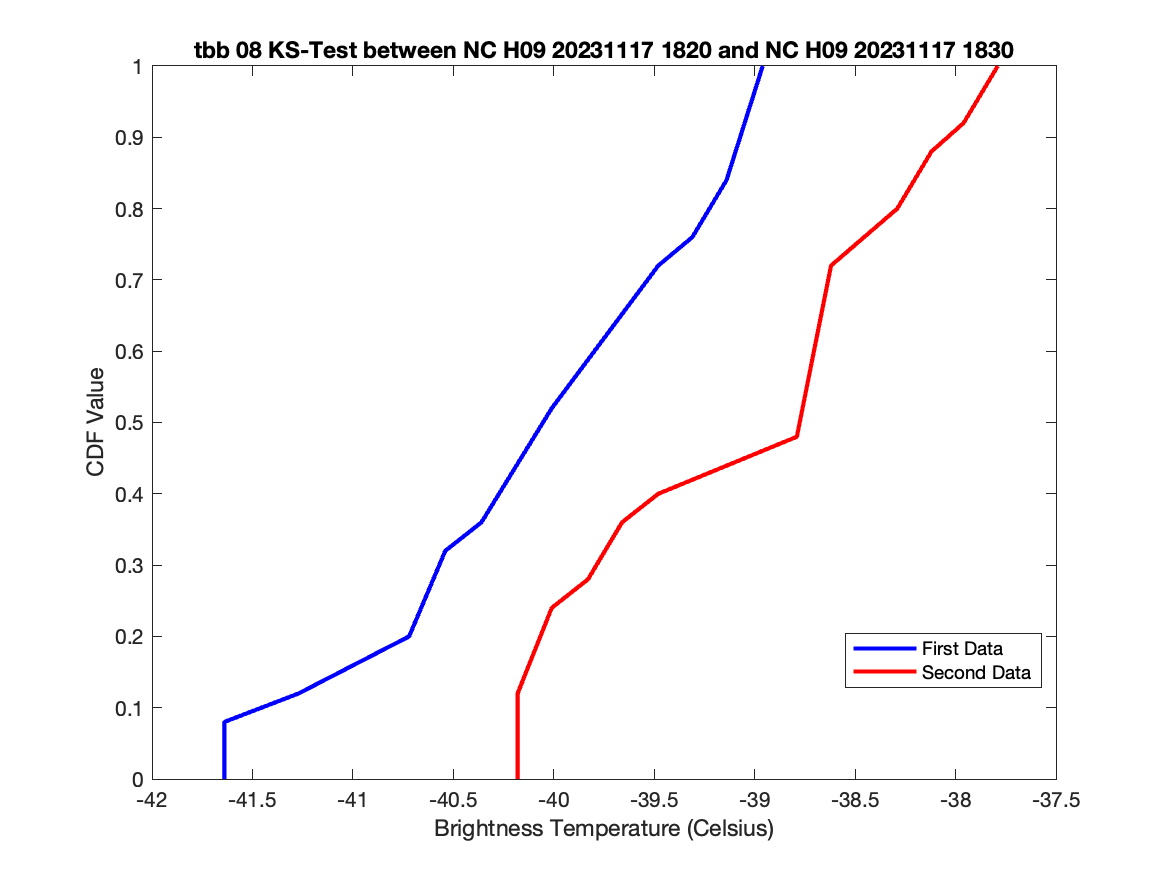 tbb 08 KS-Test between NC H09 20231117 1820 and NC H09 20231117 1830
1
0.9
0.8
0.7
0.6
0.5
0.4
0.3
0.2
0.1
0
CDF Value
First Data
Second Data
-42 -41.5 -41 -40.5 -40 -39.5 -39 -38.5 -38 -37.5
Brightness Temperature (Celsius)